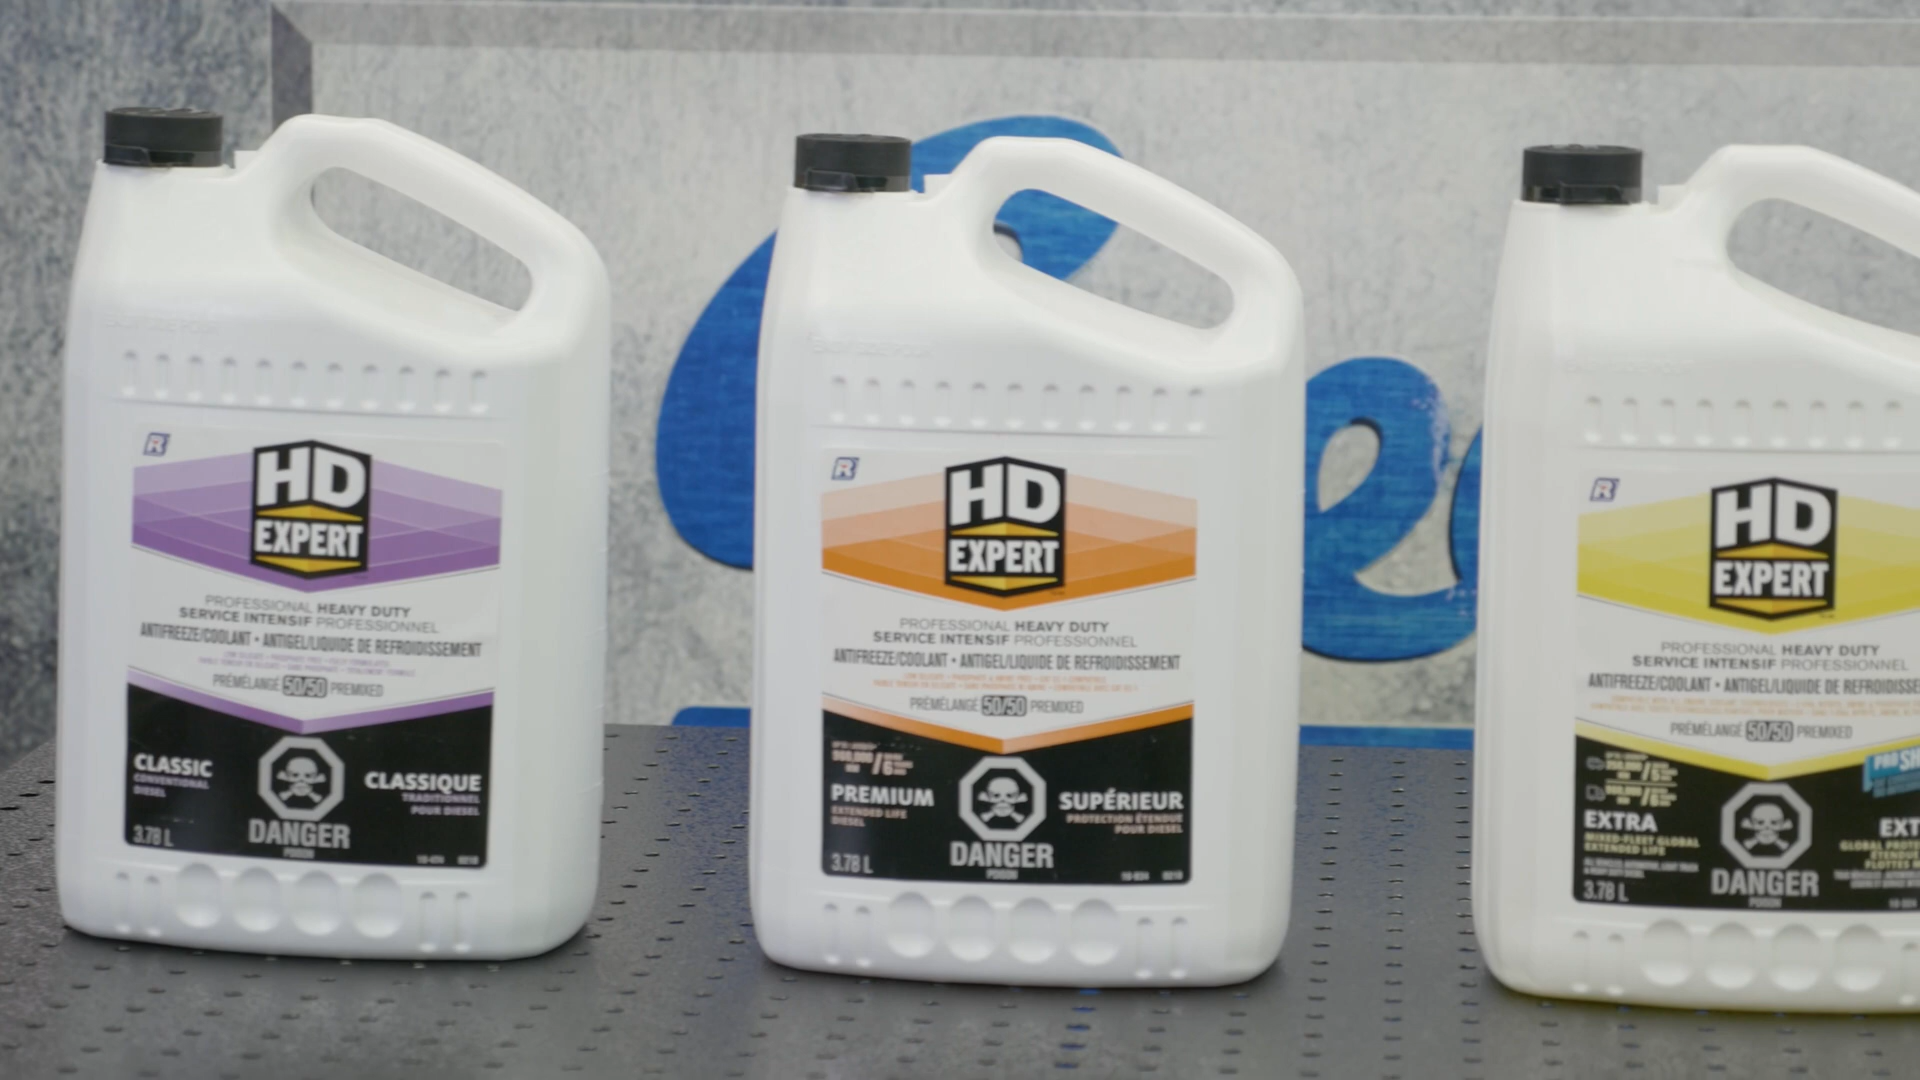 R
HD
EXPERT
PROFESSIONAL HEAVY DUTY
SERVICE INTENSIF PROFESSIONNEL
ANTIFREEZE/COOLANT • ANTIGEL/LIQUIDE DE REFROIDISSEMENT
PRÉMÉLANGÉ 50/50 PREMIXED
CLASSIC
CONVENTIONAL
DIESEL
CLASSIQUE
TRADITIONNEL
POUR DIESEL
DANGER
POISON
3.78 L
R
HD
EXPERT
PROFESSIONAL HEAVY DUTY
SERVICE INTENSIF PROFESSIONNEL
ANTIFREEZE/COOLANT • ANTIGEL/LIQUIDE DE REFROIDISSEMENT
PRÉMÉLANGÉ 50/50 PREMIXED
PREMIUM
EXTENDED LIFE
DIESEL
SUPÉRIEUR
PROTECTION ÉTENDUE
POUR DIESEL
DANGER
POISON
3.78 L
R
HD
EXPERT
PROFESSIONAL HEAVY DUTY
SERVICE INTENSIF PROFESSIONNEL
ANTIFREEZE/COOLANT • ANTIGEL/LIQUIDE DE REFROIDISSE
PRÉMÉLANGÉ 50/50 PREMIXED
PRO SH
EXTRA
MIXED-FLEET GLOBAL
EXTENDED LIFE
EXT
DANGER
POISON
3.78 L